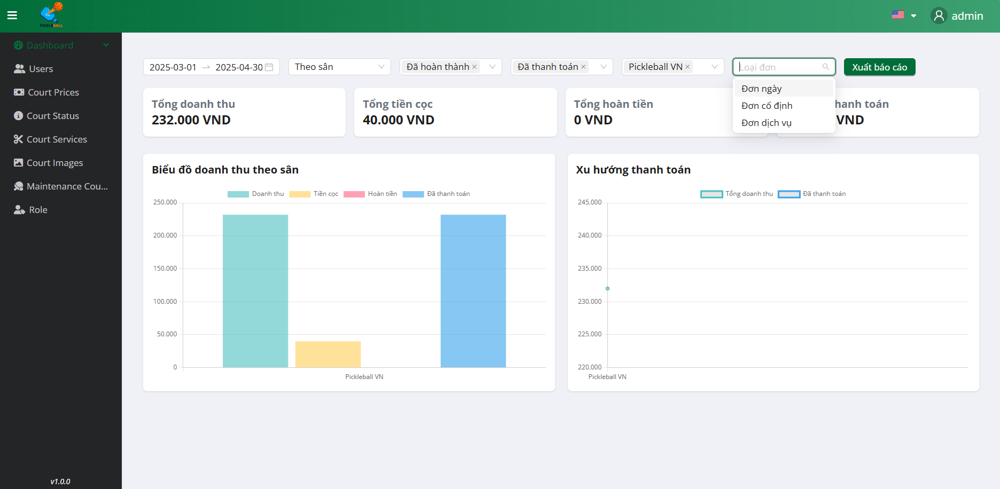 PICKLEBALL
admin
Dashboard
Users
Court Prices
Court Status
Court Services
Court Images
Maintenance Cou...
Role
v1.0.0
2025-03-01 → 2025-04-30
Theo sân
Đã hoàn thành ×
Đã thanh toán ×
Pickleball VN ×
Loại đơn
Xuất báo cáo
Đơn ngày
Đơn cố định
Đơn dịch vụ
Tổng doanh thu
232.000 VND
Tổng tiền cọc
40.000 VND
Tổng hoàn tiền
0 VND
thanh toán
VND
Biểu đồ doanh thu theo sân
Doanh thu Tiền cọc Hoàn tiền Đã thanh toán
250.000
200.000
150.000
100.000
50.000
0
Pickleball VN
Xu hướng thanh toán
Tổng doanh thu Đã thanh toán
245.000
240.000
235.000
230.000
225.000
220.000
Pickleball VN